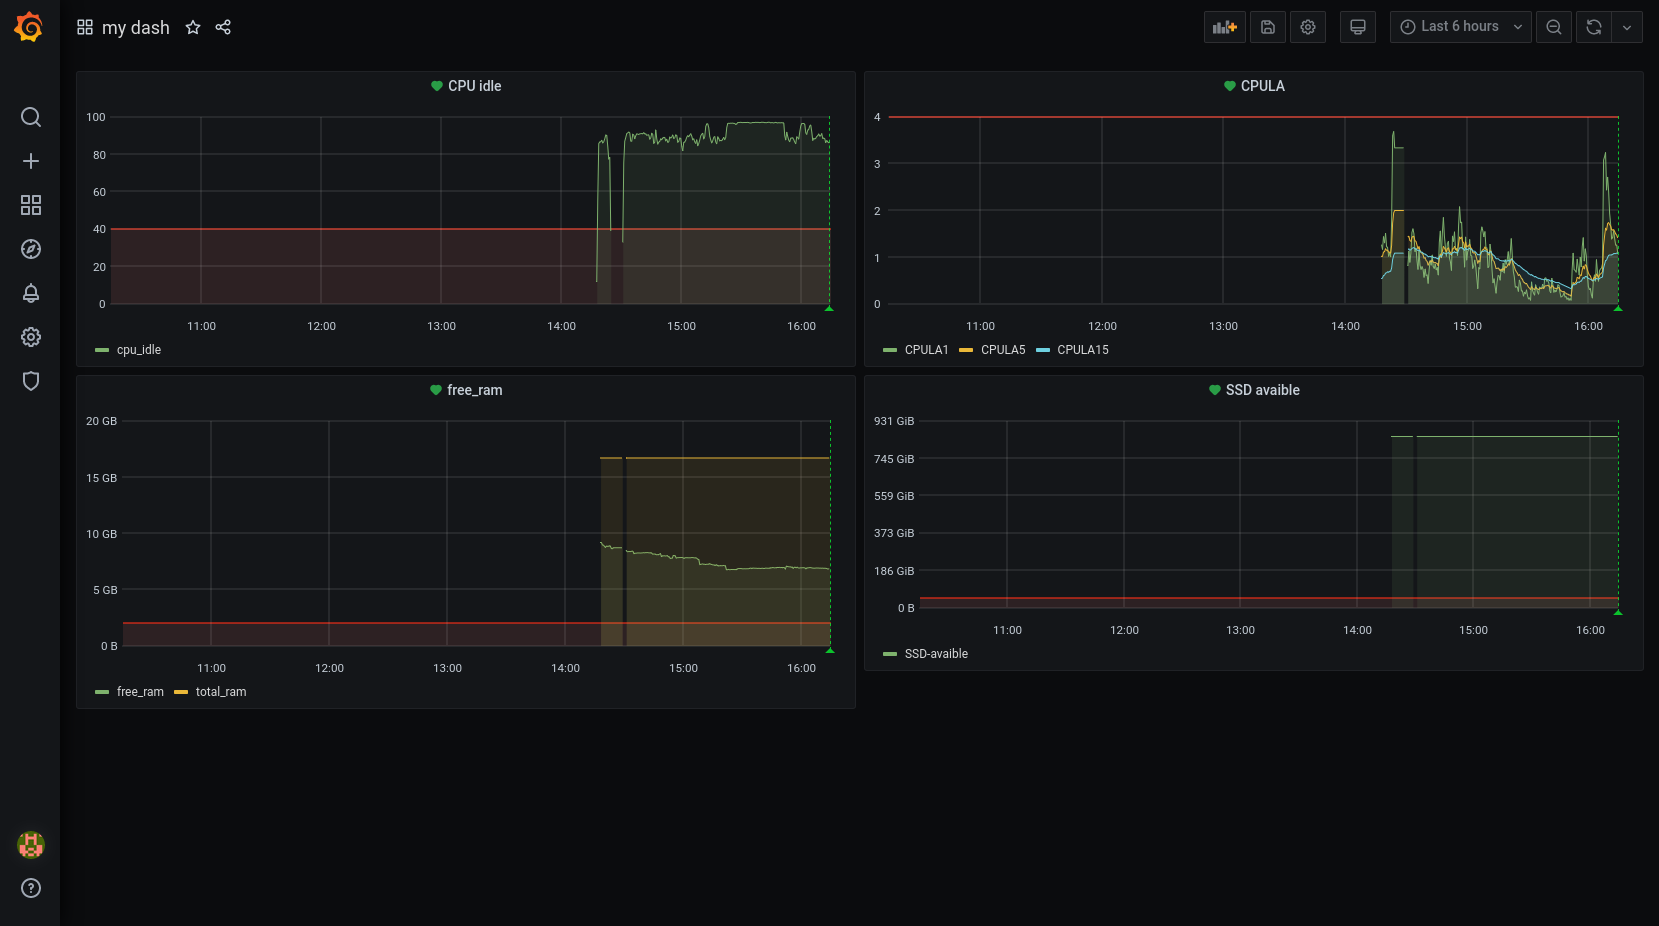 my dash
Last 6 hours
CPU idle
100
80
60
40
20
0
11:00 12:00 13:00 14:00 15:00 16:00
cpu_idle
CPULA
4
3
2
1
0
11:00 12:00 13:00 14:00 15:00 16:00
CPULA1 CPULA5 CPULA15
free_ram
20 GB
15 GB
10 GB
5 GB
0 B
11:00 12:00 13:00 14:00 15:00 16:00
free_ram total_ram
SSD avaible
931 GiB
745 GiB
559 GiB
373 GiB
186 GiB
0 B
11:00 12:00 13:00 14:00 15:00 16:00
SSD-avaible